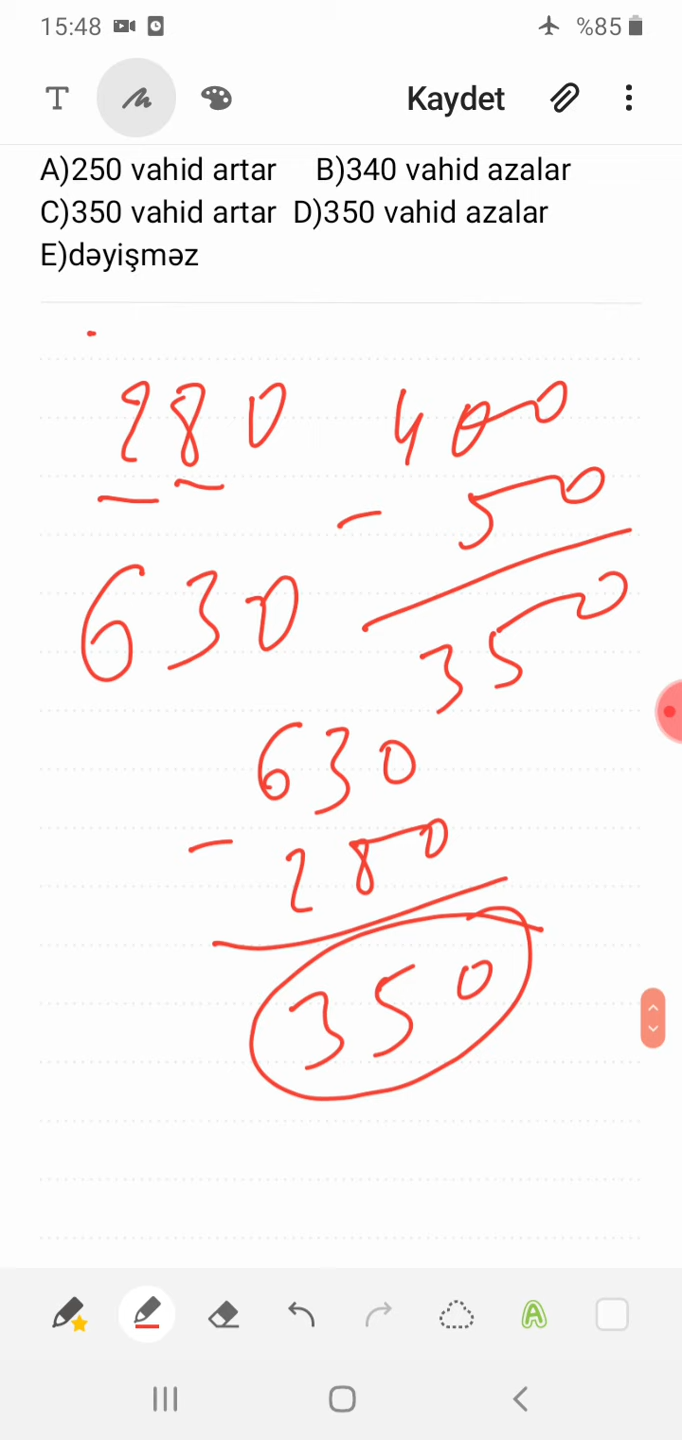 15:48 %85
Kaydet
A)250 vahid artar B)340 vahid azalar
C)350 vahid artar D)350 vahid azalar
E)dəyişməz
280 400
- 50
630 350
630
- 280
350
A